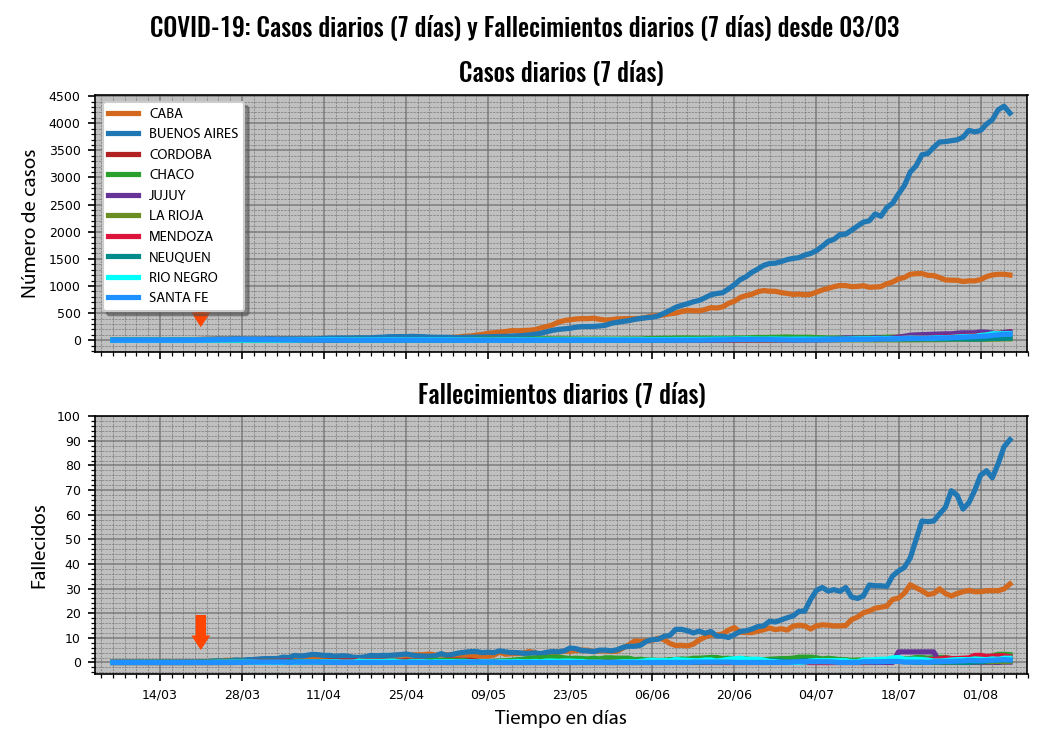 COVID-19: Casos diarios (7 días) y Fallecimientos diarios (7 días) desde 03/03
Casos diarios (7 días)
4500
4000
3500
3000
2500
2000
1500
1000
500
0
Número de casos
CABA
BUENOS AIRES
CORDOBA
CHACO
JUJUY
LA RIOJA
MENDOZA
NEUQUEN
RIO NEGRO
SANTA FE
Fallecimientos diarios (7 días)
100
90
80
70
60
50
40
30
20
10
0
Fallecidos
14/03 28/03 11/04 25/04 09/05 23/05 06/06 20/06 04/07 18/07 01/08
Tiempo en días